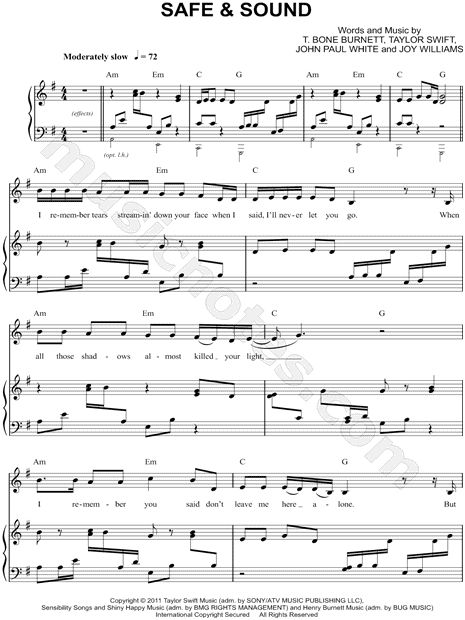 SAFE & SOUND
Words and Music by
T. BONE BURNETT, TAYLOR SWIFT,
JOHN PAUL WHITE and JOY WILLIAMS
Moderately slow ♩ = 72
Am Em C G Am Em C G
(effects)
(opt. l.h.)
Am Em C G
I re-mem-ber tears stream-in' down your face when I said, I'll nev-er let you go. When
Am Em C G
all those shad-ows al-most killed your light,
Am Em C G
I re-mem-ber you said don't leave me here a-lone. But
musicnotes.com
Copyright © 2011 Taylor Swift Music (adm. by SONY/ATV MUSIC PUBLISHING LLC),
Sensibility Songs and Shiny Happy Music (adm. by BMG RIGHTS MANAGEMENT) and Henry Burnett Music (adm. by BUG MUSIC)
International Copyright Secured All Rights Reserved